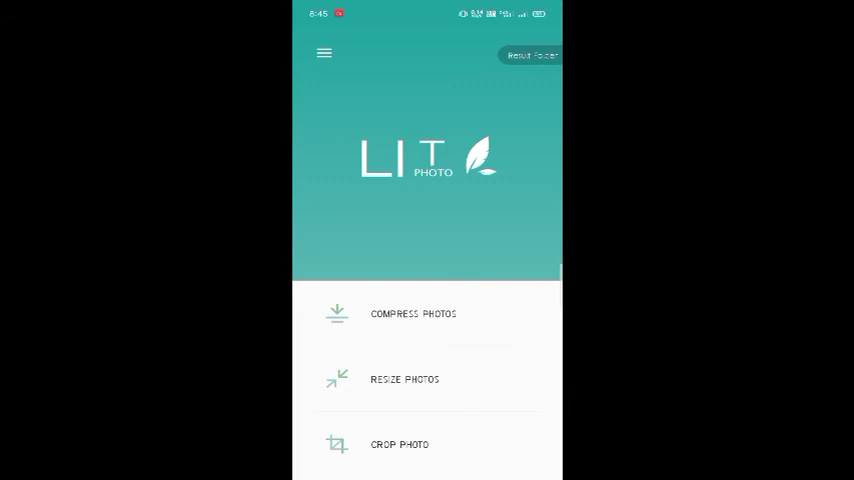 8:45
Result Folder
LIT
PHOTO
COMPRESS PHOTOS
RESIZE PHOTOS
CROP PHOTO